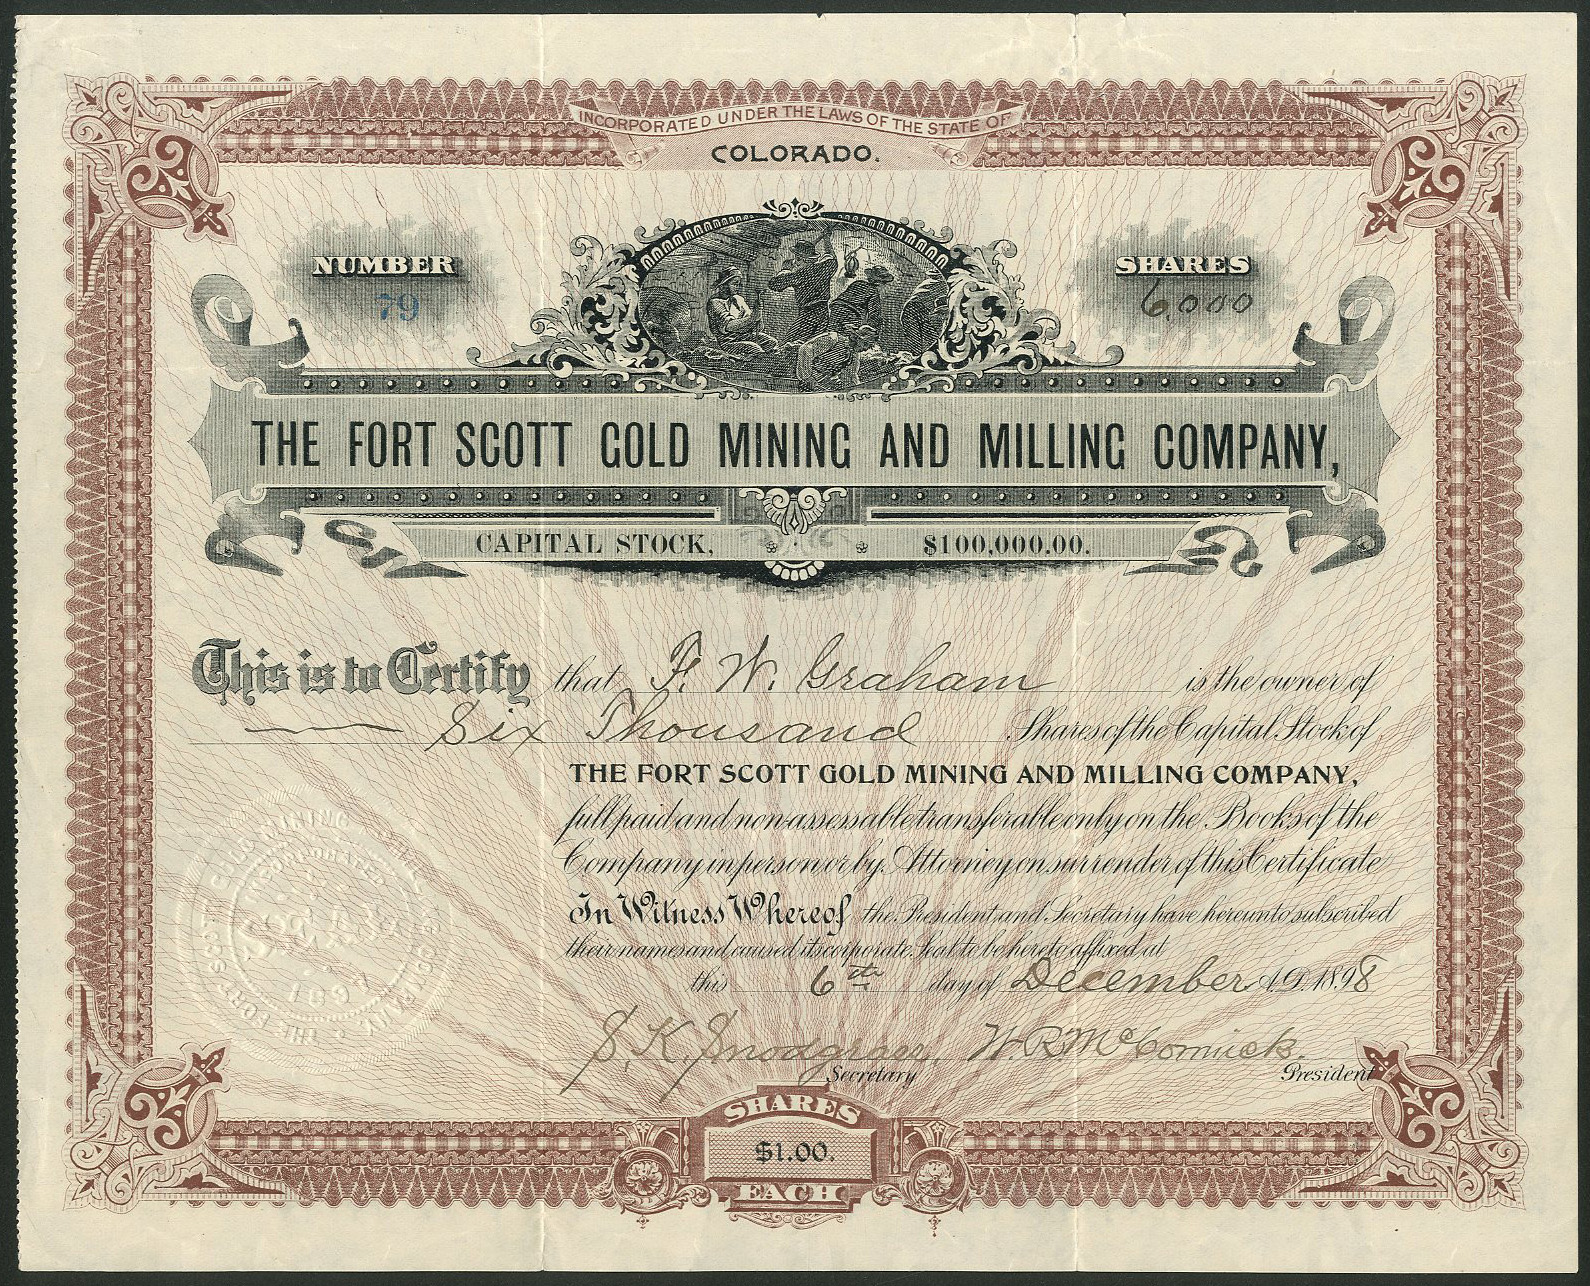 INCORPORATED UNDER THE LAWS OF THE STATE OF
COLORADO.
NUMBER
79
SHARES
6,000
THE FORT SCOTT GOLD MINING AND MILLING COMPANY,
CAPITAL STOCK, $100,000.00.
This is to Certify that F. W. Graham is the owner of
Six Thousand Shares of the Capital Stock of
THE FORT SCOTT GOLD MINING AND MILLING COMPANY,
full paid and non-assessable transferable only on the Books of the
Company in person or by Attorney on surrender of this Certificate
In Witness Whereof the President and Secretary have hereunto subscribed
their names and caused its corporate Seal to be hereto affixed at
this 6th day of December A.D. 1898
S. K. Snodgrass, W. R. McCormick.
Secretary President
SHARES
$1.00.
EACH